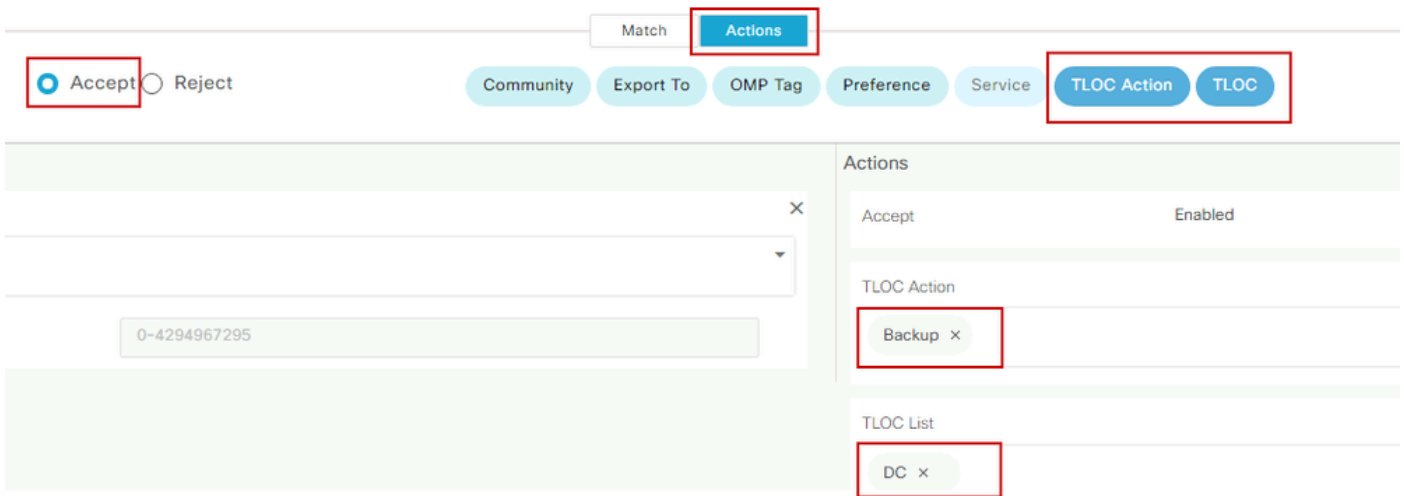 Match Actions
Accept Reject Community Export To OMP Tag Preference Service TLOC Action TLOC
Actions
× Accept Enabled
TLOC Action
0-4294967295 Backup ×
TLOC List
DC ×